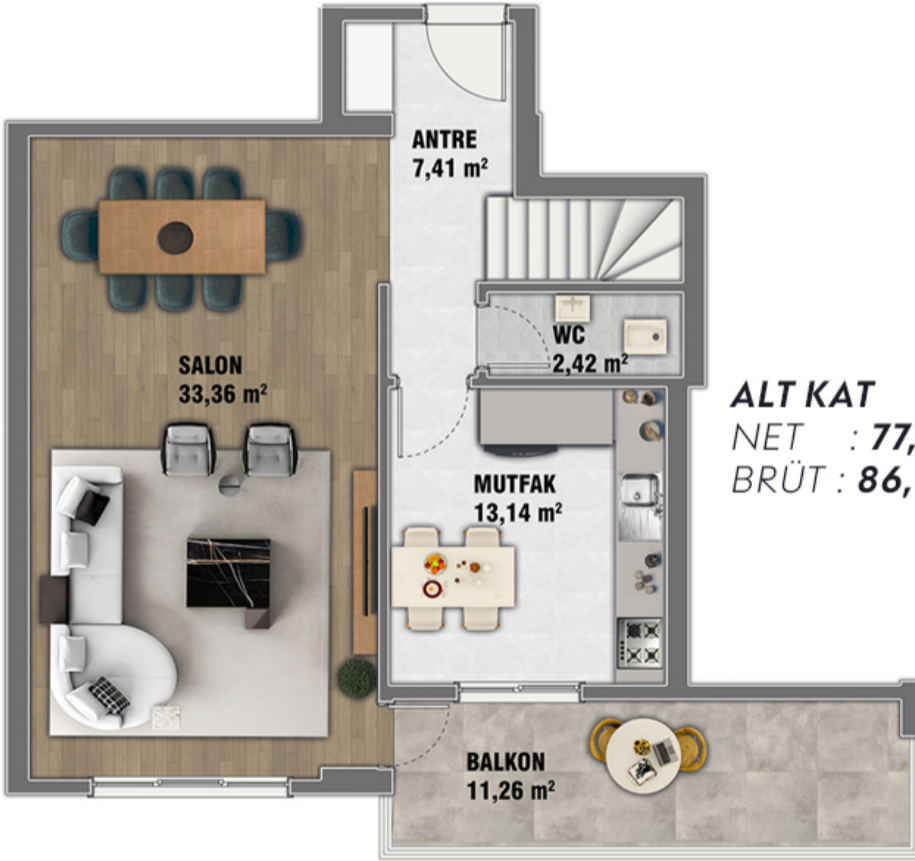 ANTRE
7,41 m²
WC
2,42 m²
SALON
33,36 m²
MUTFAK
13,14 m²
BALKON
11,26 m²
ALT KAT
NET : 77,
BRÜT : 86,